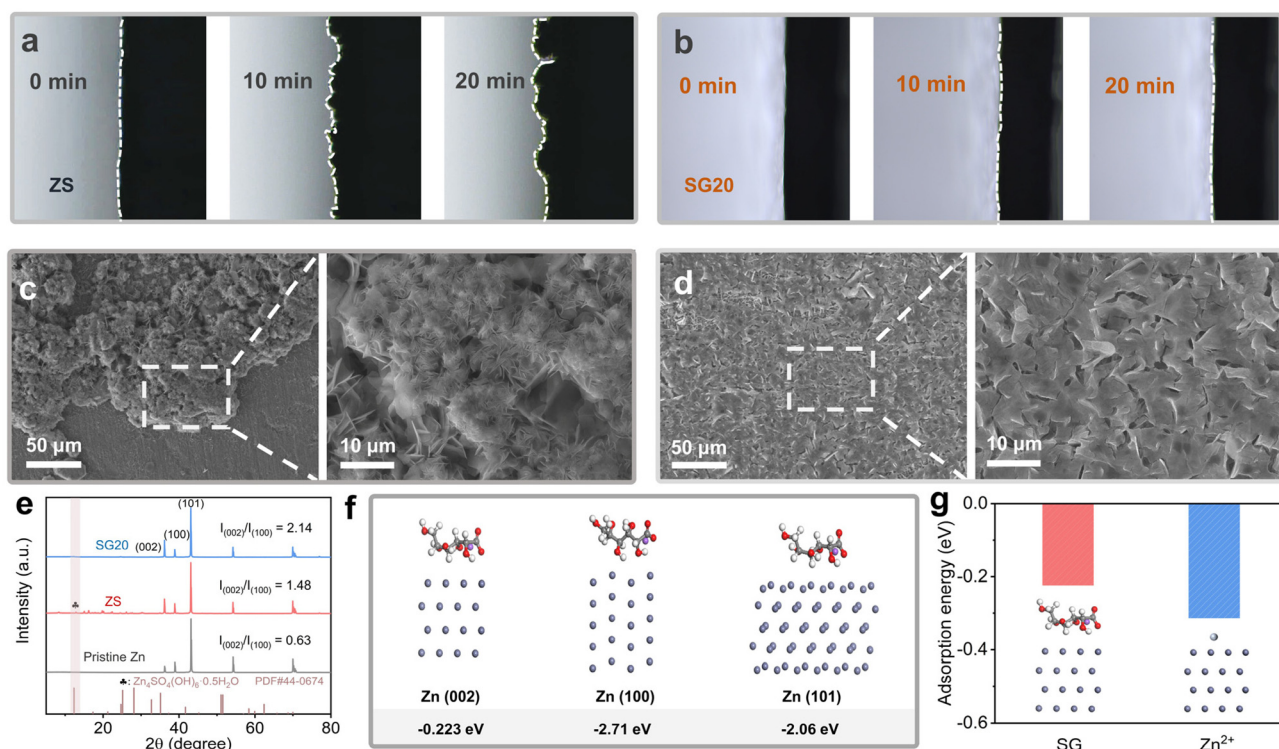 a
0 min
10 min
20 min
ZS
b
0 min
10 min
20 min
SG20
c
50 µm
10 µm
d
50 µm
10 µm
e
Intensity (a.u.)
(101)
(100)
(002)
SG20
I(002)/I(100) = 2.14
♣
ZS
I(002)/I(100) = 1.48
Pristine Zn
I(002)/I(100) = 0.63
♣: Zn4SO4(OH)6·0.5H2O PDF#44-0674
20 40 60 80
2θ (degree)
f
Zn (002)
Zn (100)
Zn (101)
-0.223 eV
-2.71 eV
-2.06 eV
g
Adsorption energy (eV)
0.0
-0.2
-0.4
-0.6
SG
Zn2+